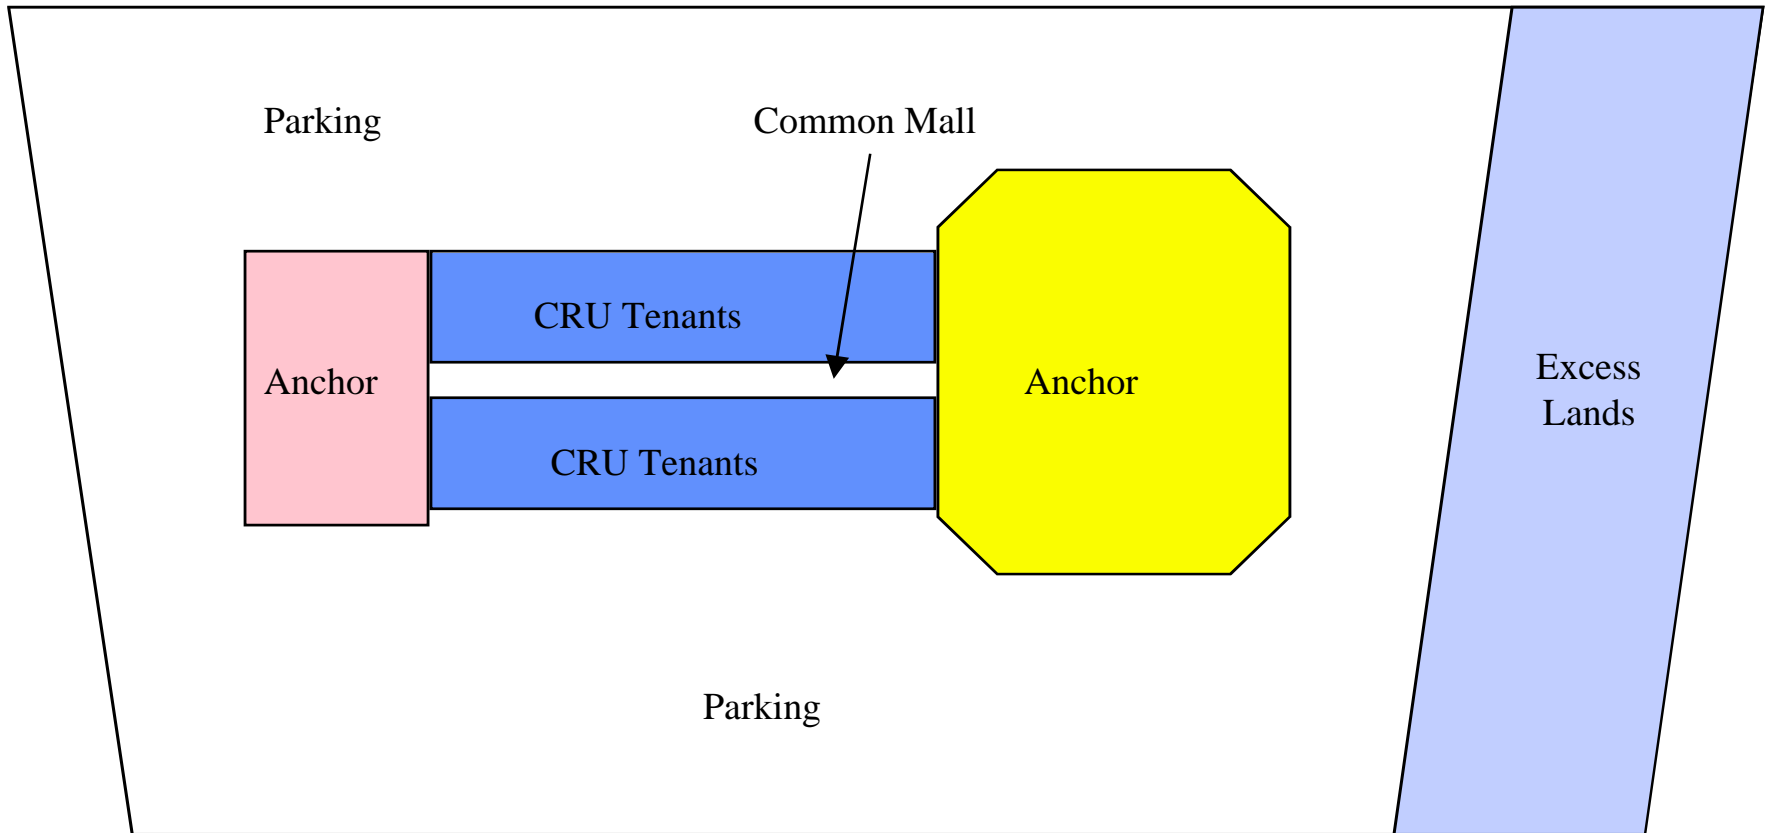 Parking
Common Mall
CRU Tenants
Anchor
Anchor
Excess
Lands
CRU Tenants
Parking